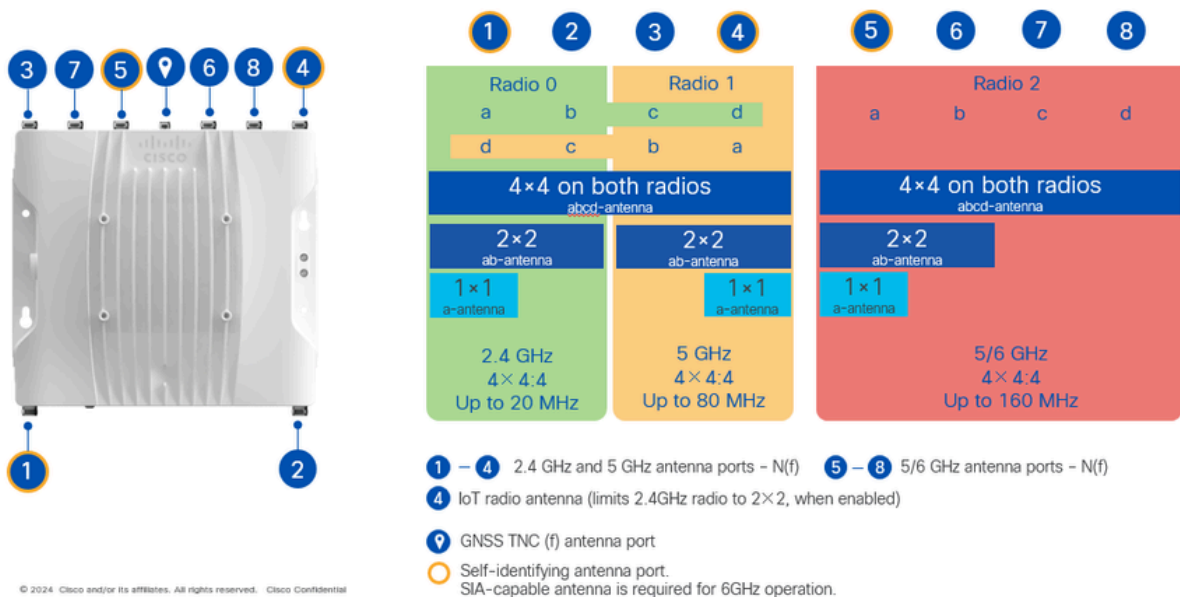 3 7 5 6 8 4
CISCO
1 2
© 2024 Cisco and/or its affiliates. All rights reserved. Cisco Confidential
1 2 3 4 5 6 7 8
Radio 0 Radio 1 Radio 2
a b c d a b c d
d c b a
4×4 on both radios 4×4 on both radios
abcd-antenna abcd-antenna
2×2 2×2 2×2
ab-antenna ab-antenna ab-antenna
1×1 1×1 1×1
a-antenna a-antenna a-antenna
2.4 GHz 5 GHz 5/6 GHz
4×4:4 4×4:4 4×4:4
Up to 20 MHz Up to 80 MHz Up to 160 MHz
1 – 4 2.4 GHz and 5 GHz antenna ports – N(f) 5 – 8 5/6 GHz antenna ports – N(f)
4 IoT radio antenna (limits 2.4GHz radio to 2×2, when enabled)
GNSS TNC (f) antenna port
Self-identifying antenna port.
SIA-capable antenna is required for 6GHz operation.